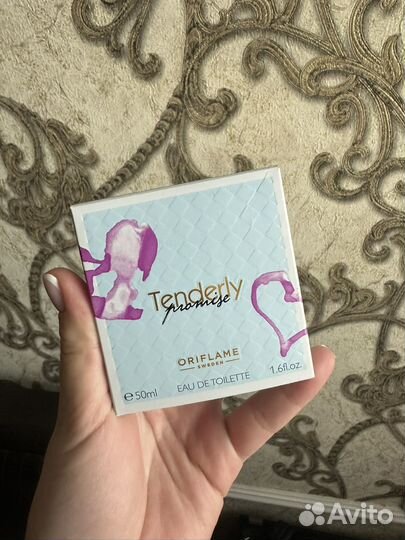 Tenderly
promise
ORIFLAME
SWEDEN
EAU DE TOILETTE
℮50ml 1.6fl.oz.
Avito